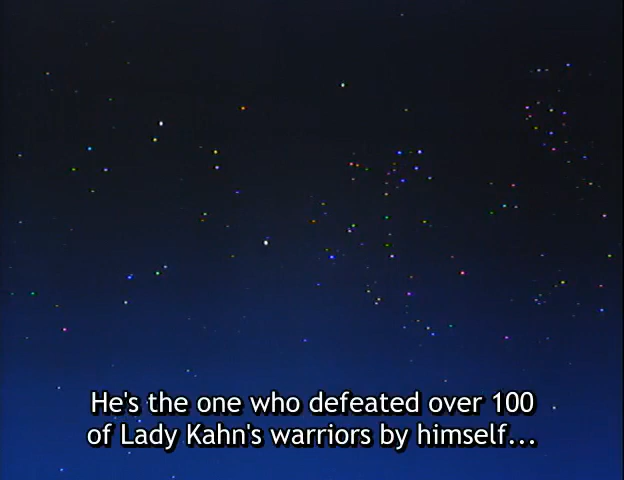 He's the one who defeated over 100
of Lady Kahn's warriors by himself...